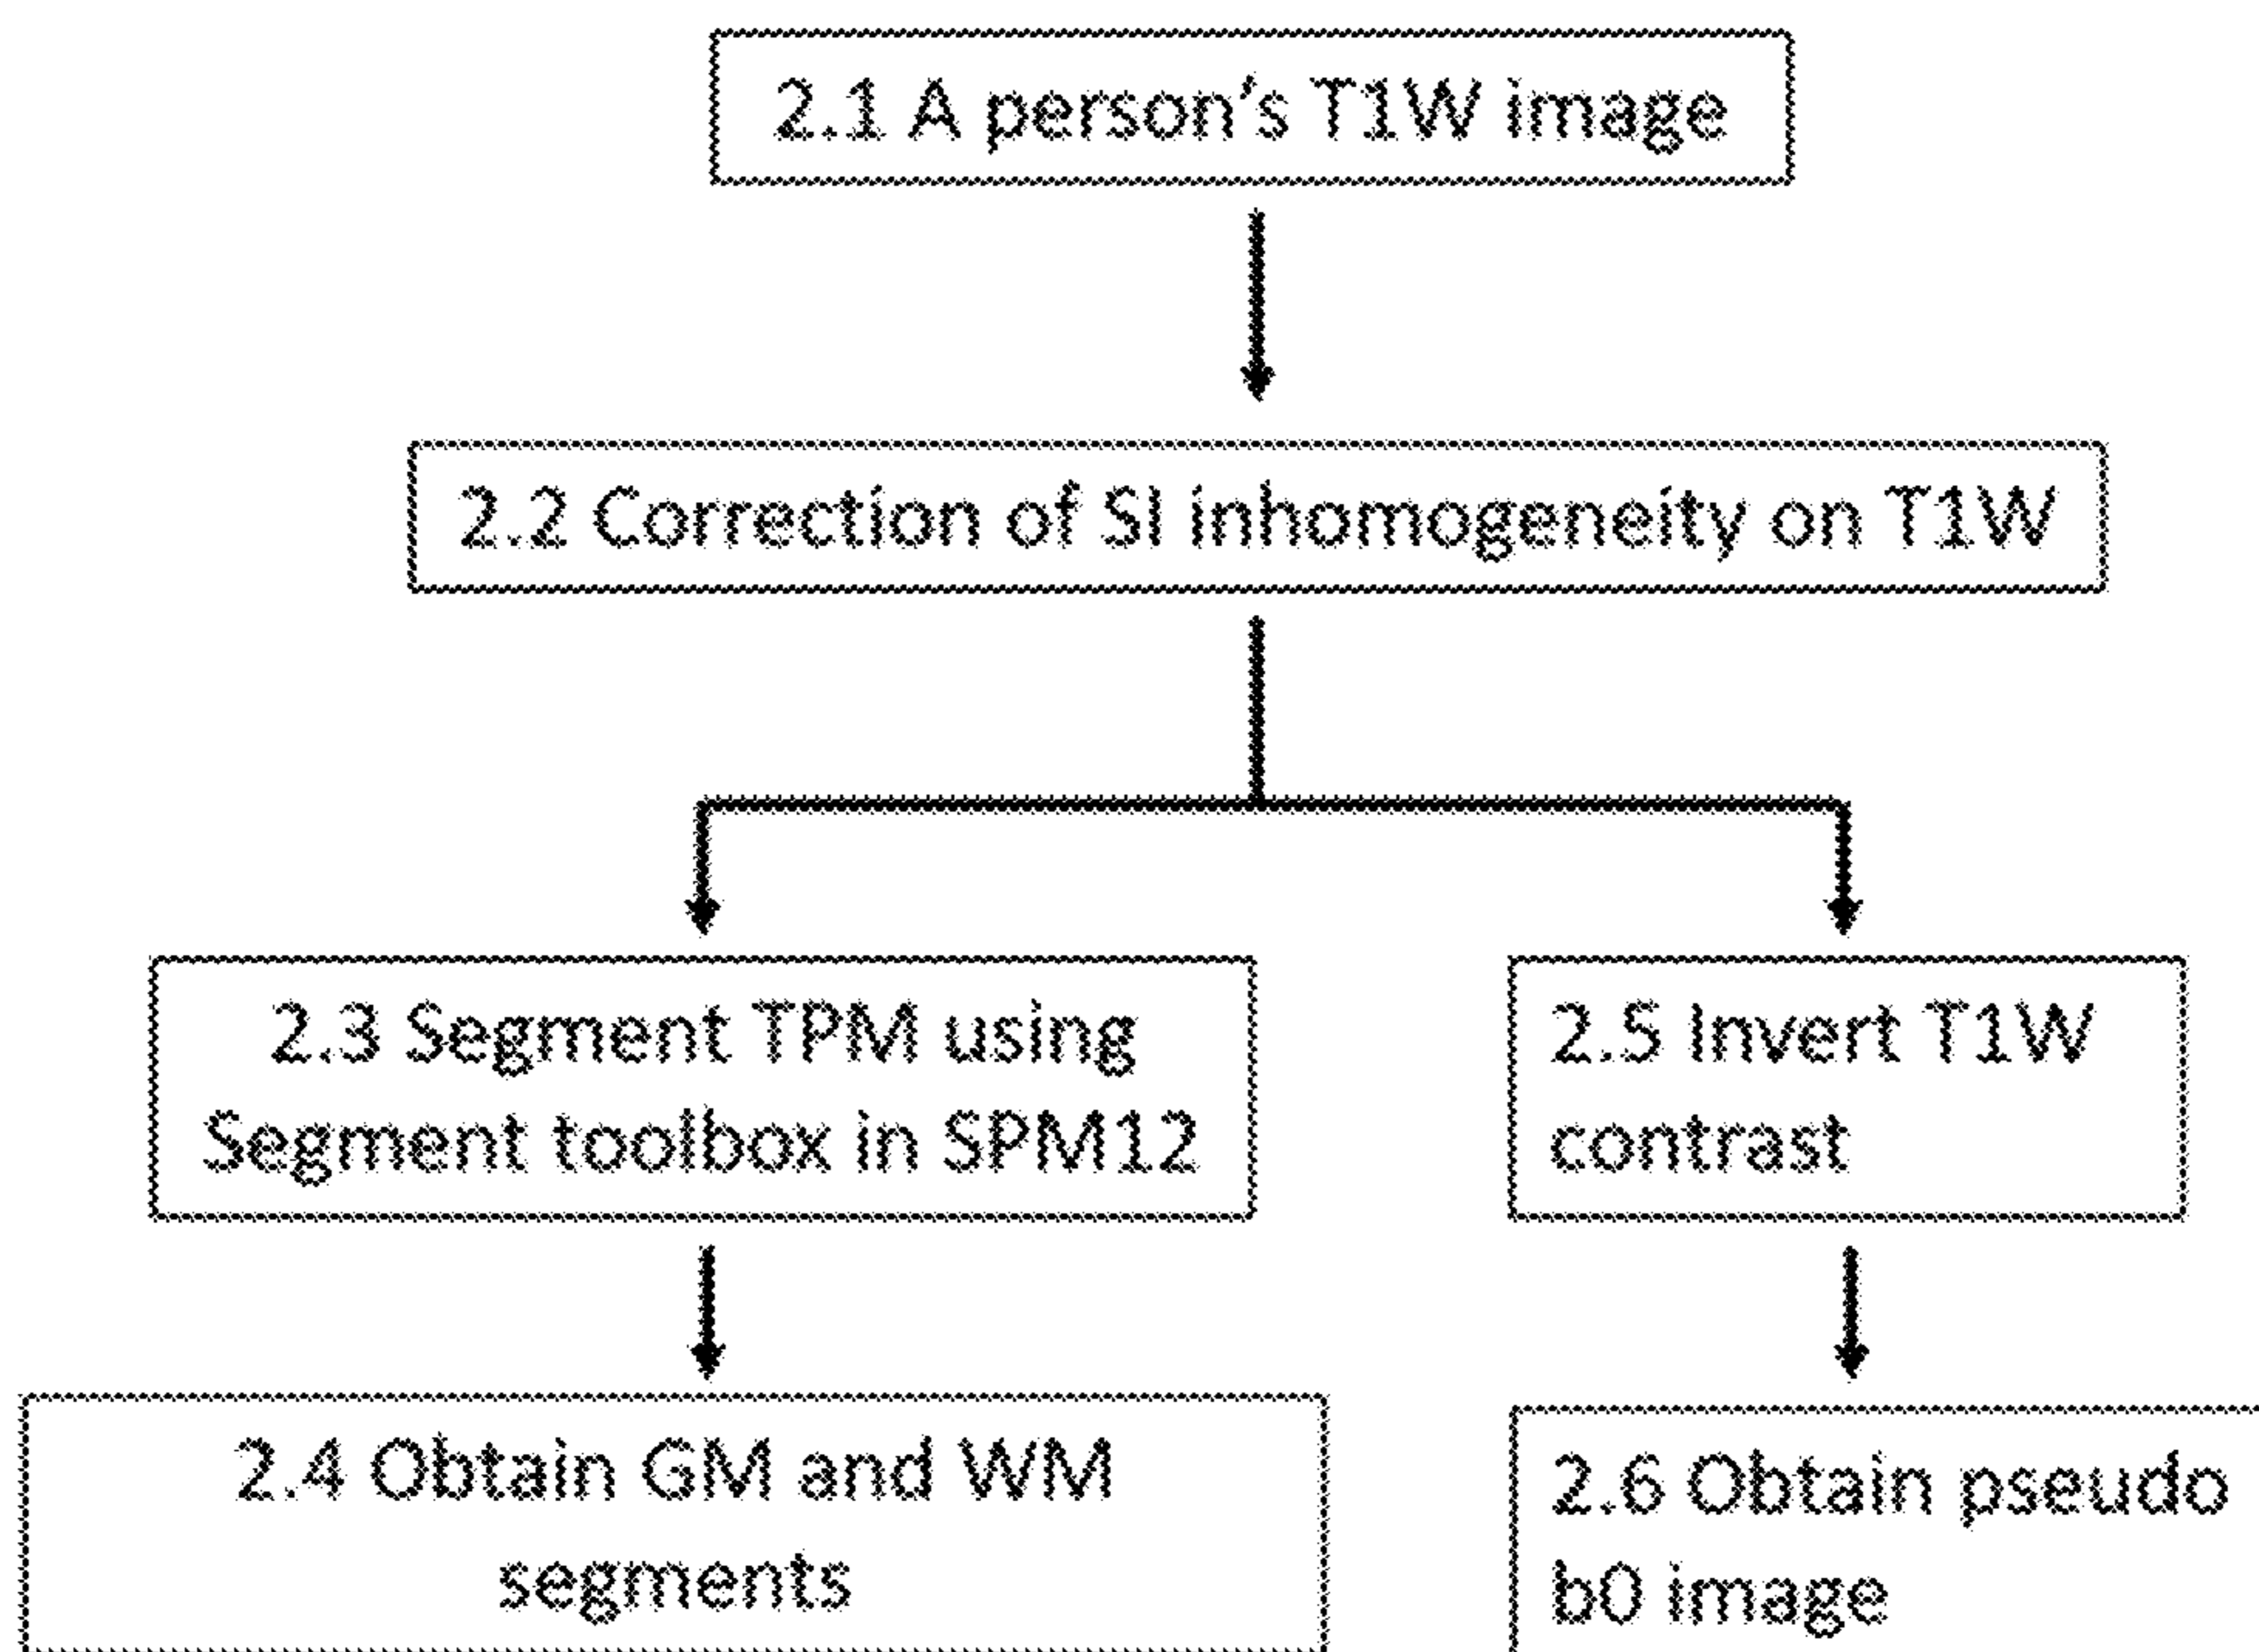 2.1 A person's T1W image
2.2 Correction of SI inhomogeneity on T1W
2.3 Segment TPM using
Segment toolbox in SPM12
2.5 Invert T1W
contrast
2.4 Obtain GM and WM
segments
2.6 Obtain pseudo
b0 image